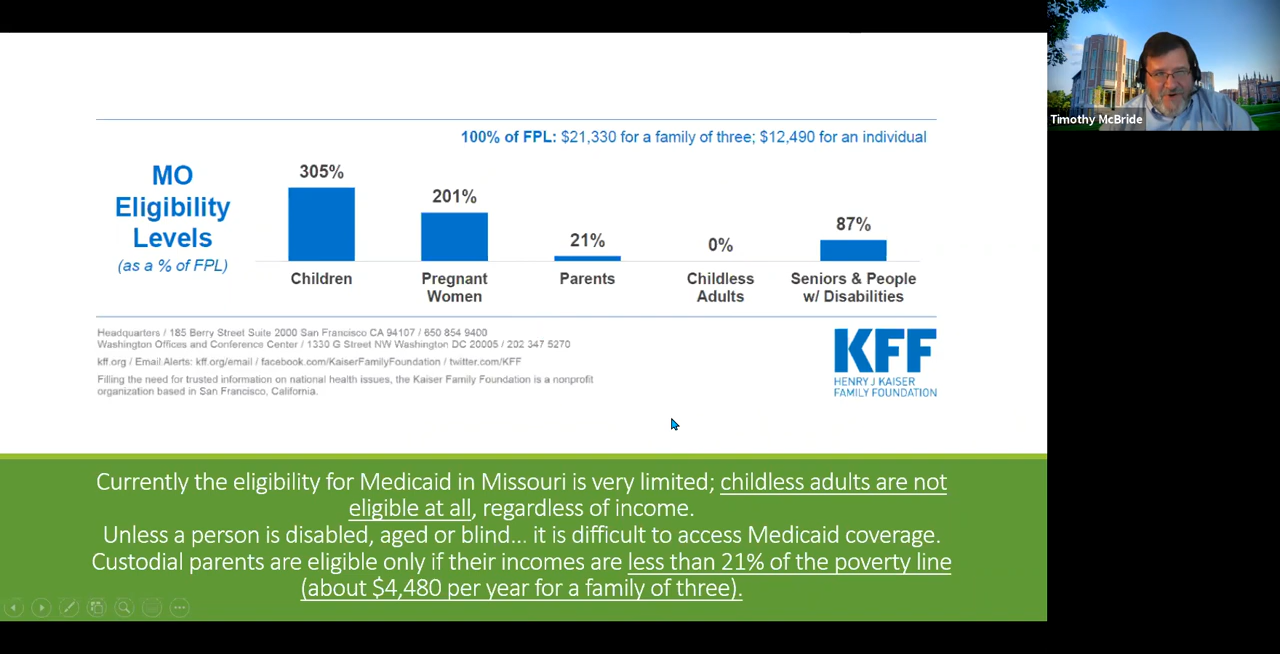 100% of FPL: $21,330 for a family of three; $12,490 for an individual
MO
Eligibility
Levels
(as a % of FPL)
305%
201%
21%
0%
87%
Children
Pregnant
Women
Parents
Childless
Adults
Seniors & People
w/ Disabilities
Headquarters / 185 Berry Street Suite 2000 San Francisco CA 94107 / 650 854 9400
Washington Offices and Conference Center / 1330 G Street NW Washington DC 20005 / 202 347 5270
kff.org / Email Alerts: kff.org/email / facebook.com/KaiserFamilyFoundation / twitter.com/KFF
Filling the need for trusted information on national health issues, the Kaiser Family Foundation is a nonprofit
organization based in San Francisco, California.
KFF
HENRY J KAISER
FAMILY FOUNDATION
Currently the eligibility for Medicaid in Missouri is very limited; childless adults are not
eligible at all, regardless of income.
Unless a person is disabled, aged or blind... it is difficult to access Medicaid coverage.
Custodial parents are eligible only if their incomes are less than 21% of the poverty line
(about $4,480 per year for a family of three).
Timothy McBride